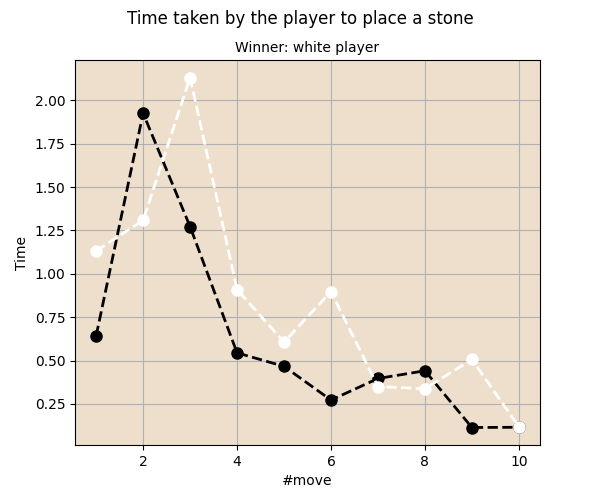 Time taken by the player to place a stone
Winner: white player
2.00
1.75
1.50
1.25
1.00
0.75
0.50
0.25
Time
2 4 6 8 10
#move